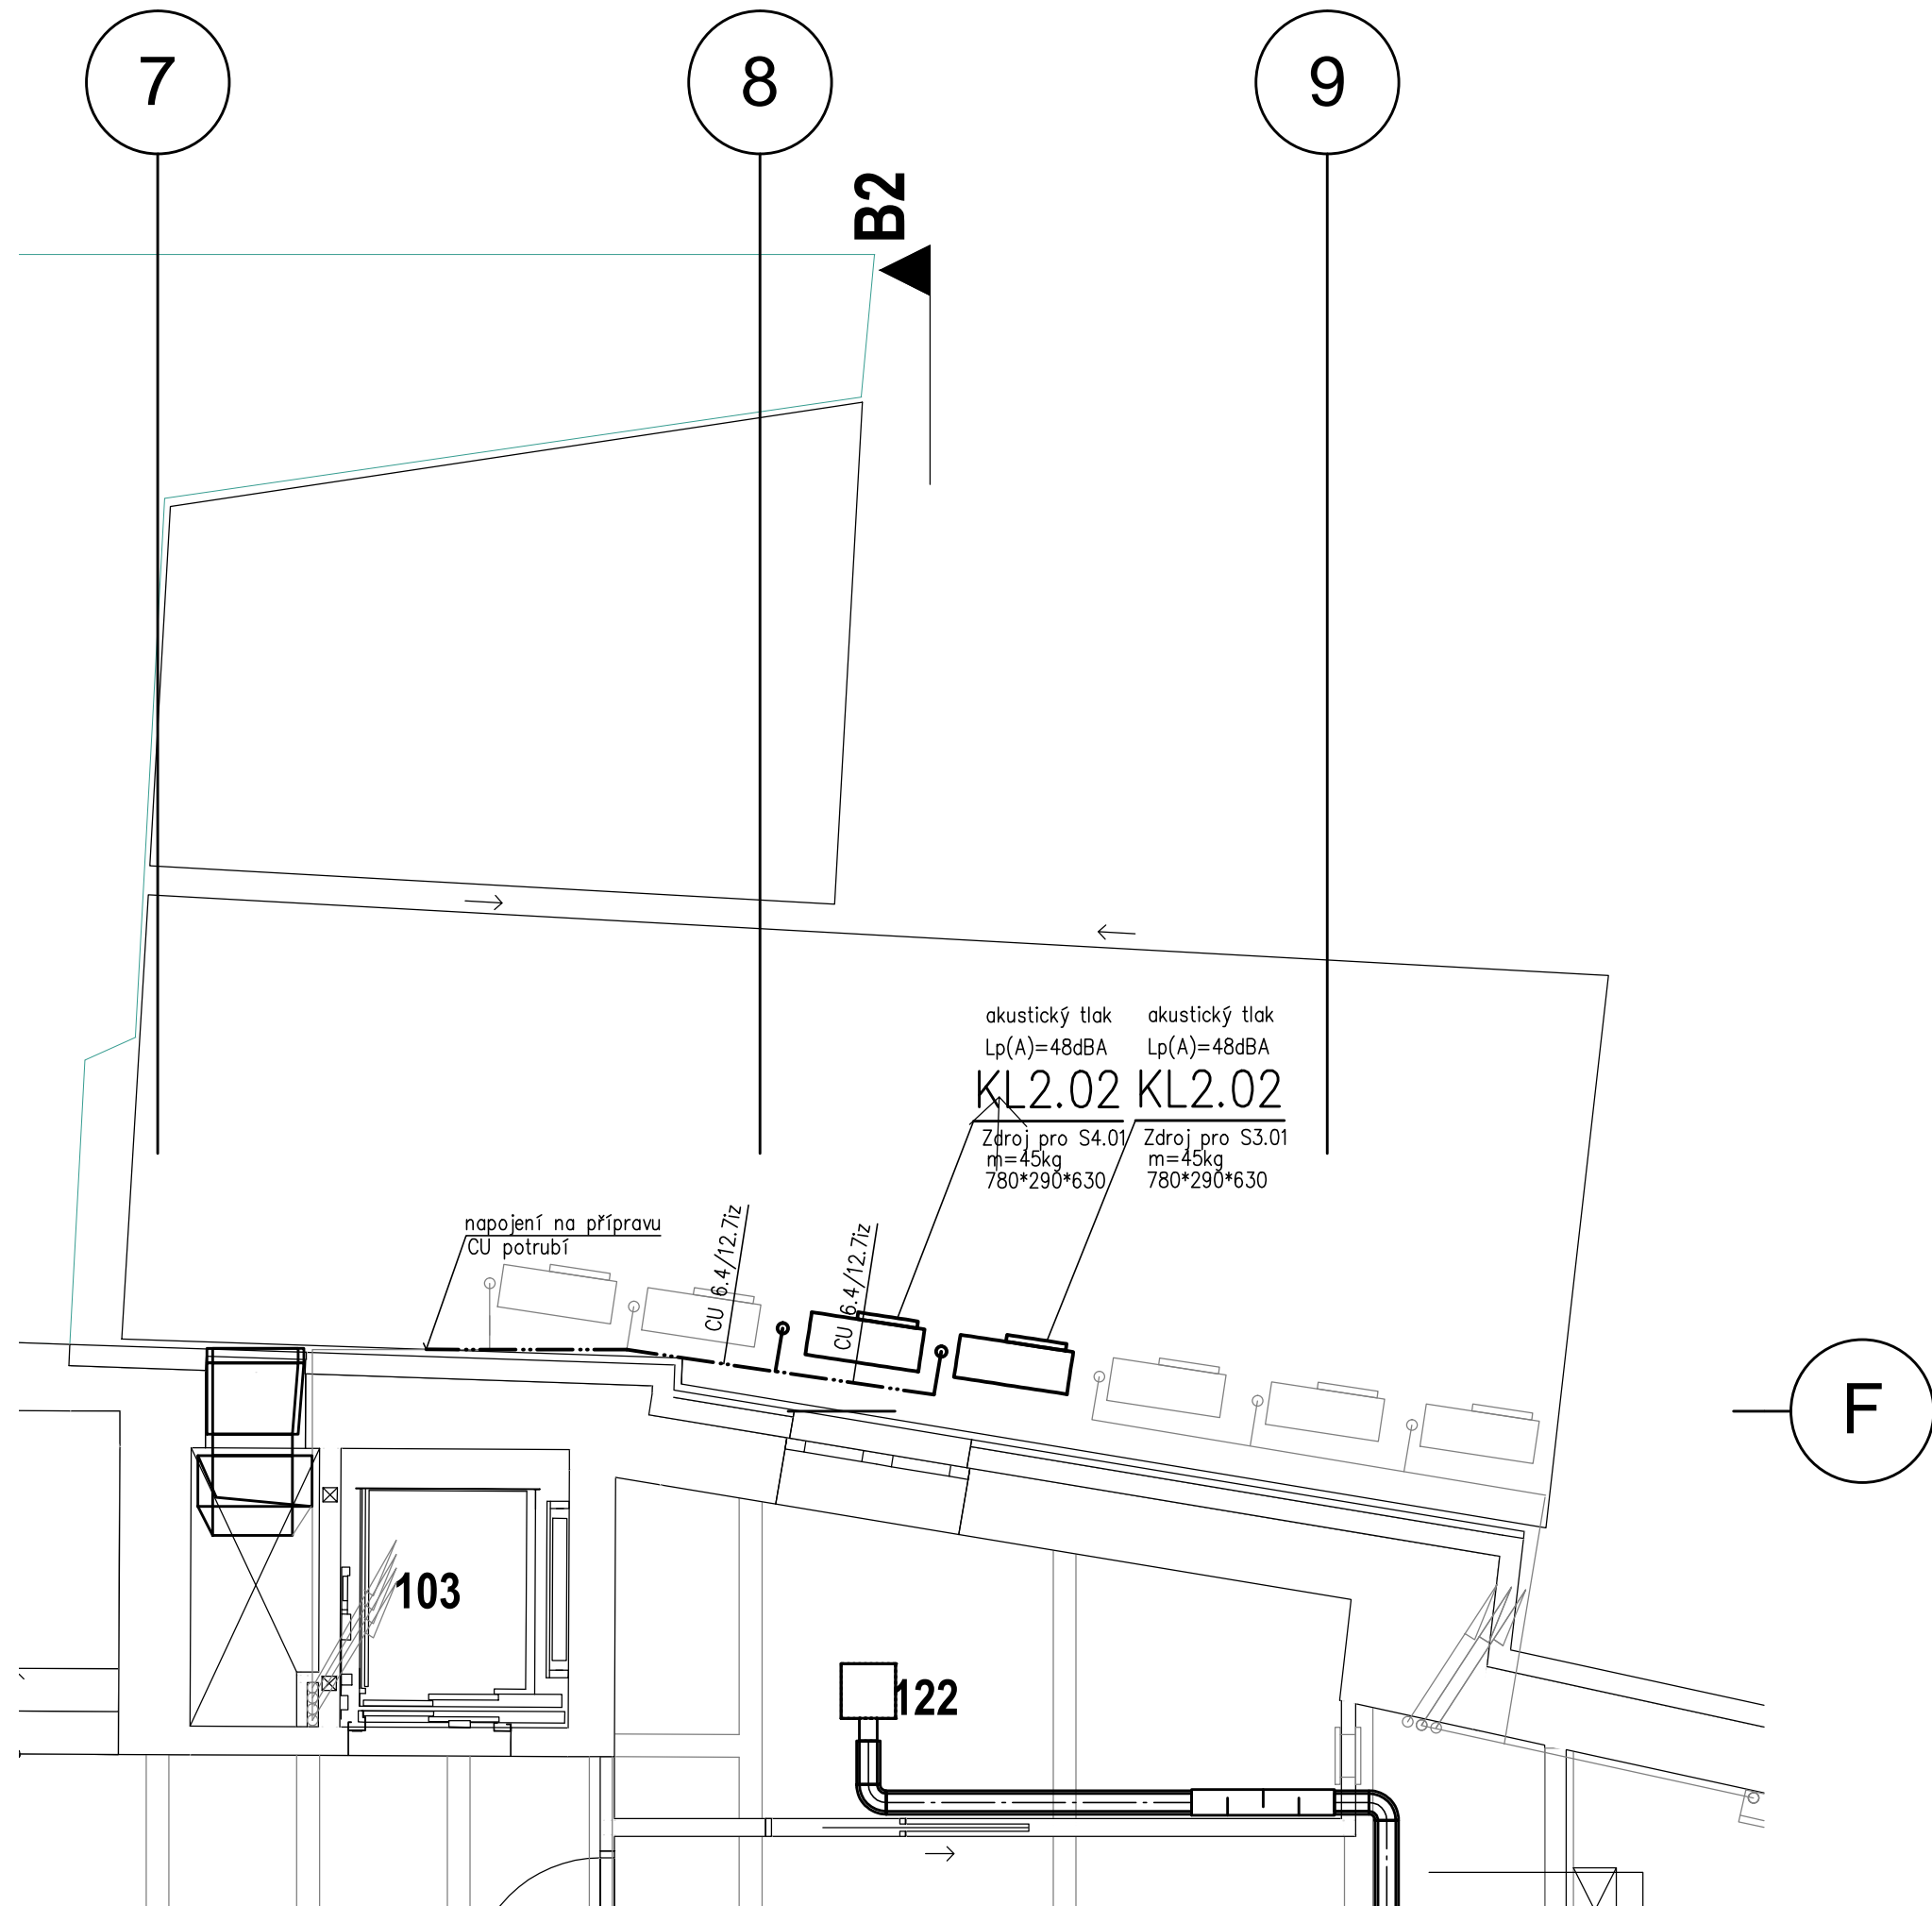 7
8
9
B2
akustický tlak
Lp(A)=48dBA
KL2.02
Zdroj pro S4.01
m=45kg
780*290*630
akustický tlak
Lp(A)=48dBA
KL2.02
Zdroj pro S3.01
m=45kg
780*290*630
napojení na přípravu
CU potrubí
CU 6.4/12.7iz
CU 6.4/12.7iz
F
103
122